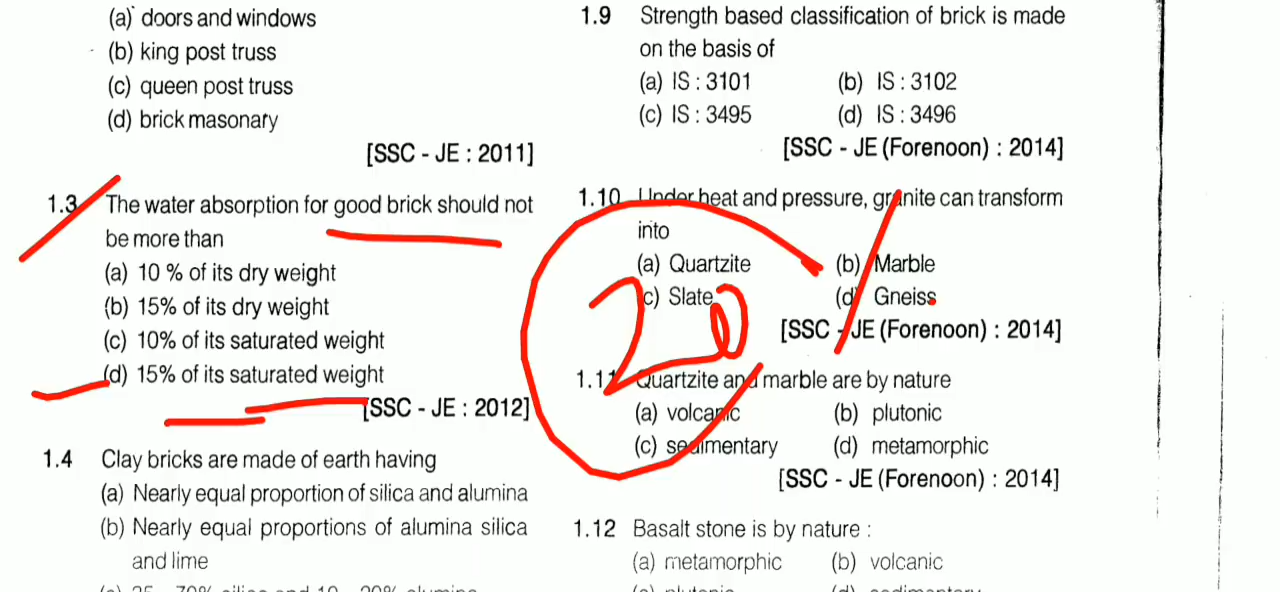 (a) doors and windows
(b) king post truss
(c) queen post truss
(d) brick masonary
[SSC - JE : 2011]
1.3 The water absorption for good brick should not
be more than
(a) 10 % of its dry weight
(b) 15% of its dry weight
(c) 10% of its saturated weight
(d) 15% of its saturated weight
[SSC - JE : 2012]
1.4 Clay bricks are made of earth having
(a) Nearly equal proportion of silica and alumina
(b) Nearly equal proportions of alumina silica
and lime
1.9 Strength based classification of brick is made
on the basis of
(a) IS : 3101 (b) IS : 3102
(c) IS : 3495 (d) IS : 3496
[SSC - JE (Forenoon) : 2014]
1.10 Under heat and pressure, granite can transform
into
(a) Quartzite (b) Marble
(c) Slate (d) Gneiss
20
[SSC - JE (Forenoon) : 2014]
1.11 Quartzite and marble are by nature
(a) volcanic (b) plutonic
(c) sedimentary (d) metamorphic
[SSC - JE (Forenoon) : 2014]
1.12 Basalt stone is by nature :
(a) metamorphic (b) volcanic